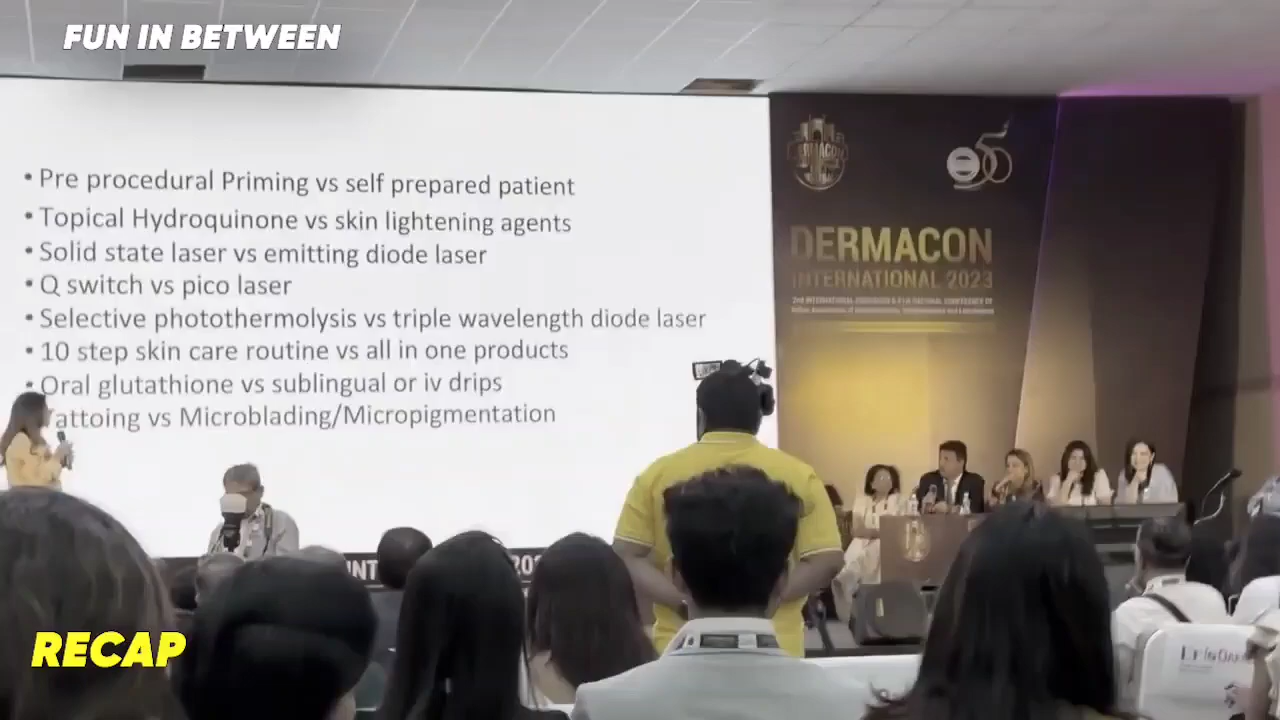 FUN IN BETWEEN
• Pre procedural Priming vs self prepared patient
• Topical Hydroquinone vs skin lightening agents
• Solid state laser vs emitting diode laser
• Q switch vs pico laser
• Selective photothermolysis vs triple wavelength diode laser
• 10 step skin care routine vs all in one products
• Oral glutathione vs sublingual or iv drips
attoing vs Microblading/Micropigmentation
DERMACON
DERMACON
INTERNATIONAL 2023
RECAP